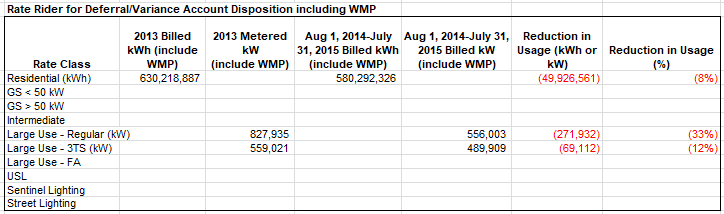 Rate Rider for Deferral/Variance Account Disposition including WMP
2013 Billed 2013 Metered Aug 1, 2014-July Aug 1, 2014-July 31, Reduction in
kWh (include kW 31, 2015 Billed kWh 2015 Billed kW Usage (kWh or Reduction in Usage
Rate Class WMP) (include WMP) (include WMP) (include WMP) kW) (%)
Residential (kWh) 630,218,887 580,292,326 (49,926,561) (8%)
GS < 50 kW
GS > 50 kW
Intermediate
Large Use - Regular (kW) 827,935 556,003 (271,932) (33%)
Large Use - 3TS (kW) 559,021 489,909 (69,112) (12%)
Large Use - FA
USL
Sentinel Lighting
Street Lighting